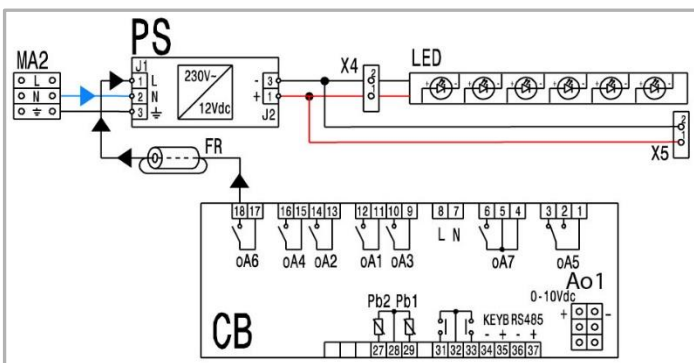 PS
MA2
J1
L
N
1 L
2 N
3
230V~
12Vdc
- 3
+ 1
J2
X4
2
1
LED
2
1
X5
FR
18 17 16 15 14 13 12 11 10 9 8 7 6 5 4 3 2 1
oA6 oA4 oA2 oA1 oA3 L N oA7 oA5
Ao1
0-10Vdc
+ -
Pb2 Pb1
KEYB RS485
- + - +
CB
27 28 29 31 32 33 34 35 36 37